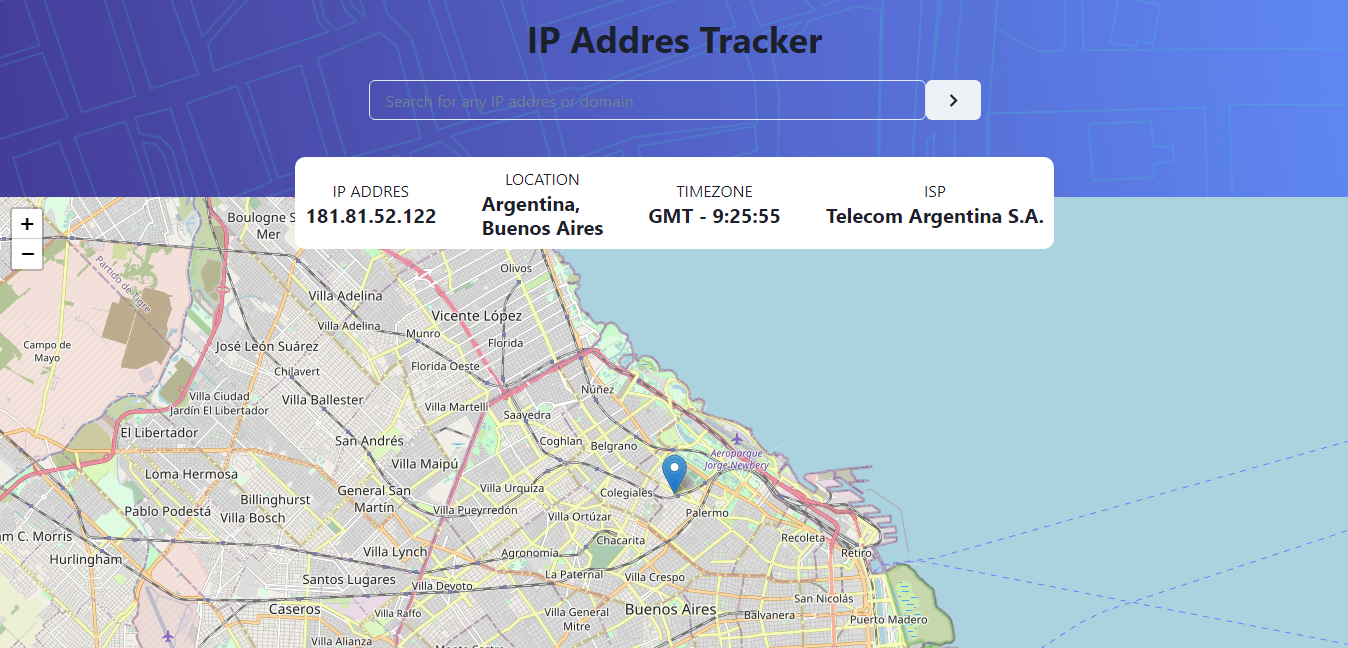 IP Addres Tracker
Search for any IP addres or domain
IP ADDRES
181.81.52.122
LOCATION
Argentina,
Buenos Aires
TIMEZONE
GMT - 9:25:55
ISP
Telecom Argentina S.A.
+
−
Boulogne S
Mer
Partido de Tigre
Olivos
Villa Adelina
Vicente López
Villa Adelina
Munro
Campo de
Mayo
José León Suárez
Florida
Chilavert
Florida Oeste
Núñez
Villa Ciudad
Jardín El Libertador
Villa Ballester
Villa Martelli
Saavedra
El Libertador
San Andrés
Coghlan
Belgrano
Aeroparque
Jorge Newbery
Villa Maipú
Loma Hermosa
Villa Urquiza
Colegiales
Billinghurst
General San
Martín
Pablo Podestá
Villa Bosch
Villa Pueyrredón
Villa Ortúzar
Palermo
am C. Morris
Chacarita
Recoleta
Hurlingham
Villa Lynch
Agronomía
Retiro
Santos Lugares
Villa Devoto
La Paternal
Villa Crespo
Caseros
Villa Raffo
Villa General
Mitre
Buenos Aires
San Nicolás
Balvanera
Puerto Madero
Villa Alianza
Monte Castro